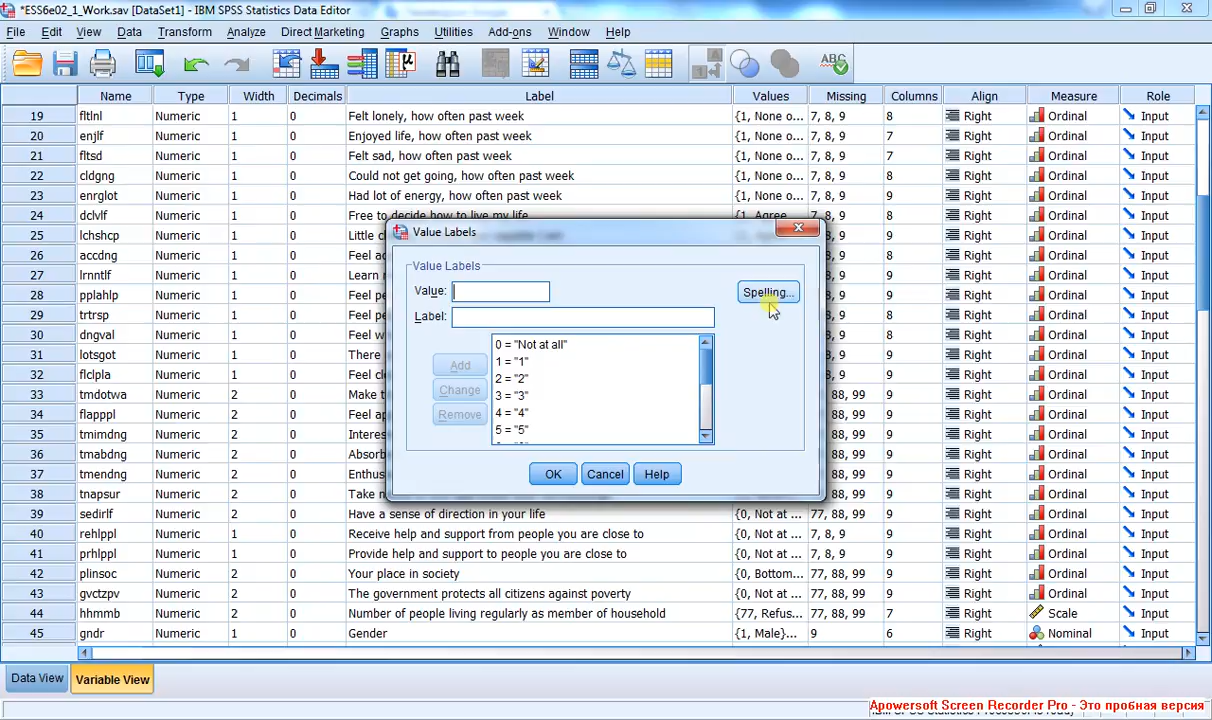 *ESS6e02_1_Work.sav [DataSet1] - IBM SPSS Statistics Data Editor
File Edit View Data Transform Analyze Direct Marketing Graphs Utilities Add-ons Window Help
Name Type Width Decimals Label Values Missing Columns Align Measure Role
19 fltlnl Numeric 1 0 Felt lonely, how often past week {1, None o... 7, 8, 9 8 Right Ordinal Input
20 enjlf Numeric 1 0 Enjoyed life, how often past week {1, None o... 7, 8, 9 7 Right Ordinal Input
21 fltsd Numeric 1 0 Felt sad, how often past week {1, None o... 7, 8, 9 7 Right Ordinal Input
22 cldgng Numeric 1 0 Could not get going, how often past week {1, None o... 7, 8, 9 8 Right Ordinal Input
23 enrglot Numeric 1 0 Had lot of energy, how often past week {1, None o... 7, 8, 9 9 Right Ordinal Input
24 dclvlf Numeric 1 0 Free to decide how to live my life {1, Agree 7, 8, 9 8 Right Ordinal Input
25 lchshcp Numeric 1 0 Little c 9 Right Ordinal Input
26 accdng Numeric 1 0 Feel ac 8 Right Ordinal Input
27 lrnntlf Numeric 1 0 Learn 9 Right Ordinal Input
28 pplahlp Numeric 1 0 Feel pe 9 Right Ordinal Input
29 trtrsp Numeric 1 0 Feel pe 8 Right Ordinal Input
30 dngval Numeric 1 0 Feel w 8 Right Ordinal Input
31 lotsgot Numeric 1 0 There 9 Right Ordinal Input
32 flclpla Numeric 1 0 Feel cl 9 Right Ordinal Input
33 tmdotwa Numeric 2 0 Make t 88, 99 9 Right Ordinal Input
34 flapppl Numeric 2 0 Feel ap 88, 99 9 Right Ordinal Input
35 tmimdng Numeric 2 0 Interes 88, 99 9 Right Ordinal Input
36 tmabdng Numeric 2 0 Absorb 88, 99 9 Right Ordinal Input
37 tmendng Numeric 2 0 Enthus 88, 99 9 Right Ordinal Input
38 tnapsur Numeric 2 0 Take n 88, 99 9 Right Ordinal Input
39 sedirlf Numeric 2 0 Have a sense of direction in your life {0, Not at ... 77, 88, 99 9 Right Ordinal Input
40 rehlppl Numeric 1 0 Receive help and support from people you are close to {0, Not at ... 7, 8, 9 9 Right Ordinal Input
41 prhlppl Numeric 1 0 Provide help and support to people you are close to {0, Not at ... 7, 8, 9 9 Right Ordinal Input
42 plinsoc Numeric 2 0 Your place in society {0, Bottom... 77, 88, 99 9 Right Ordinal Input
43 gvctzpv Numeric 2 0 The government protects all citizens against poverty {0, Not at ... 77, 88, 99 9 Right Ordinal Input
44 hhmmb Numeric 2 0 Number of people living regularly as member of household {77, Refus... 77, 88, 99 7 Right Scale Input
45 gndr Numeric 1 0 Gender {1, Male}... 9 6 Right Nominal Input
Value Labels
Value Labels
Value: Spelling...
Label:
0 = "Not at all"
1 = "1"
2 = "2"
3 = "3"
4 = "4"
5 = "5"
Add
Change
Remove
OK Cancel Help
Data View Variable View
Apowersoft Screen Recorder Pro - Это пробная версия